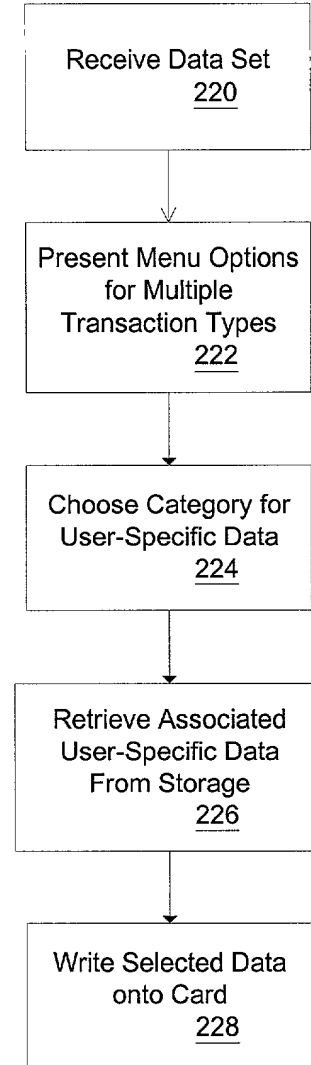 Receive Data Set
220
Present Menu Options
for Multiple
Transaction Types
222
Choose Category for
User-Specific Data
224
Retrieve Associated
User-Specific Data
From Storage
226
Write Selected Data
onto Card
228